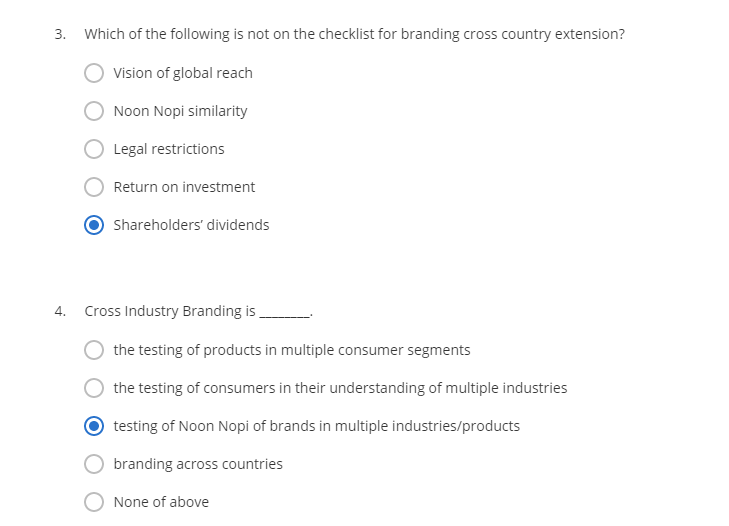 3. Which of the following is not on the checklist for branding cross country extension?
Vision of global reach
Noon Nopi similarity
Legal restrictions
Return on investment
Shareholders' dividends
4. Cross Industry Branding is ________.
the testing of products in multiple consumer segments
the testing of consumers in their understanding of multiple industries
testing of Noon Nopi of brands in multiple industries/products
branding across countries
None of above